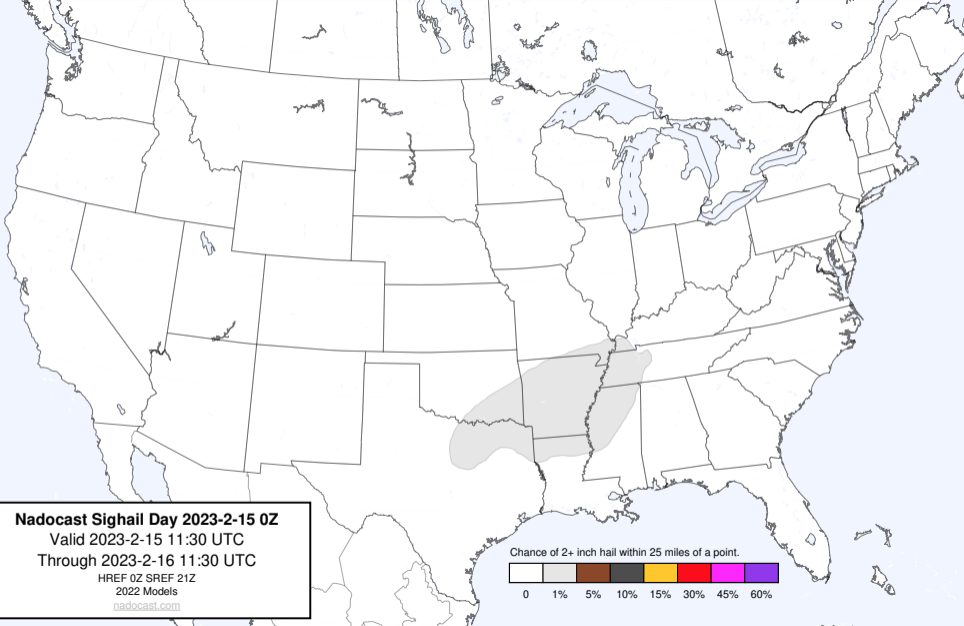 Nadocast Sighail Day 2023-2-15 0Z
Valid 2023-2-15 11:30 UTC
Through 2023-2-16 11:30 UTC
HREF 0Z SREF 21Z
2022 Models
nadocast.com
Chance of 2+ inch hail within 25 miles of a point.
0 1% 5% 10% 15% 30% 45% 60%